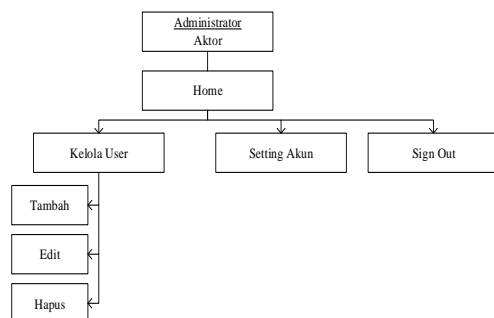 Administrator
Aktor
Home
Kelola User
Setting Akun
Sign Out
Tambah
Edit
Hapus